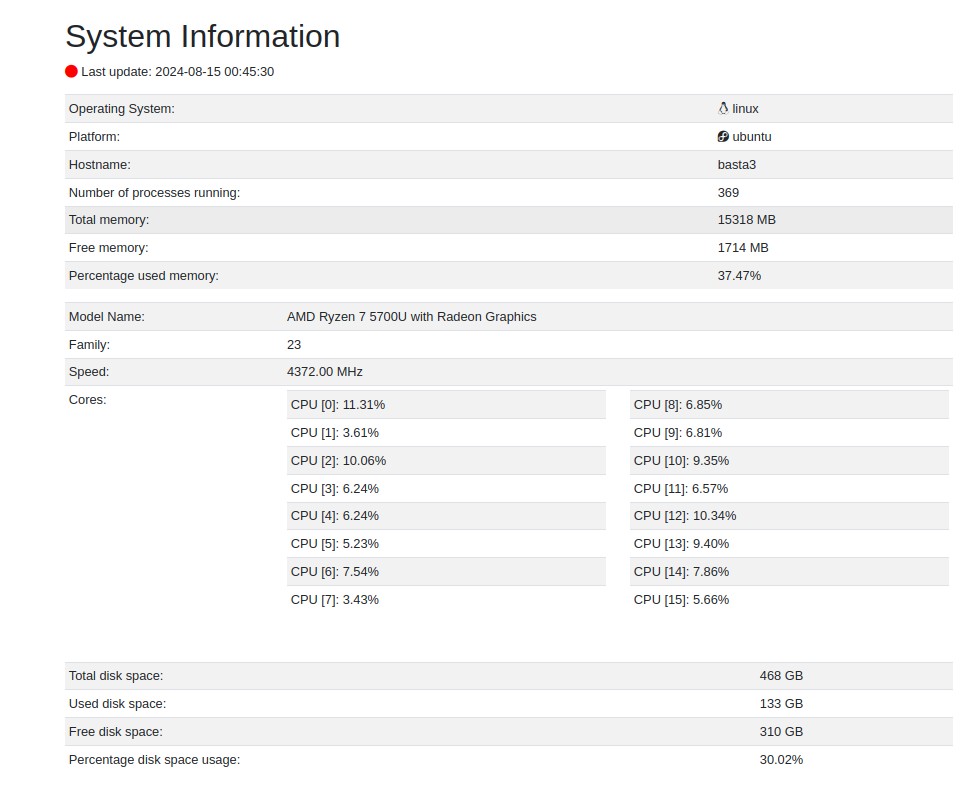 System Information
Last update: 2024-08-15 00:45:30
Operating System: linux
Platform: ubuntu
Hostname: basta3
Number of processes running: 369
Total memory: 15318 MB
Free memory: 1714 MB
Percentage used memory: 37.47%
Model Name: AMD Ryzen 7 5700U with Radeon Graphics
Family: 23
Speed: 4372.00 MHz
Cores:
CPU [0]: 11.31% CPU [8]: 6.85%
CPU [1]: 3.61% CPU [9]: 6.81%
CPU [2]: 10.06% CPU [10]: 9.35%
CPU [3]: 6.24% CPU [11]: 6.57%
CPU [4]: 6.24% CPU [12]: 10.34%
CPU [5]: 5.23% CPU [13]: 9.40%
CPU [6]: 7.54% CPU [14]: 7.86%
CPU [7]: 3.43% CPU [15]: 5.66%
Total disk space: 468 GB
Used disk space: 133 GB
Free disk space: 310 GB
Percentage disk space usage: 30.02%